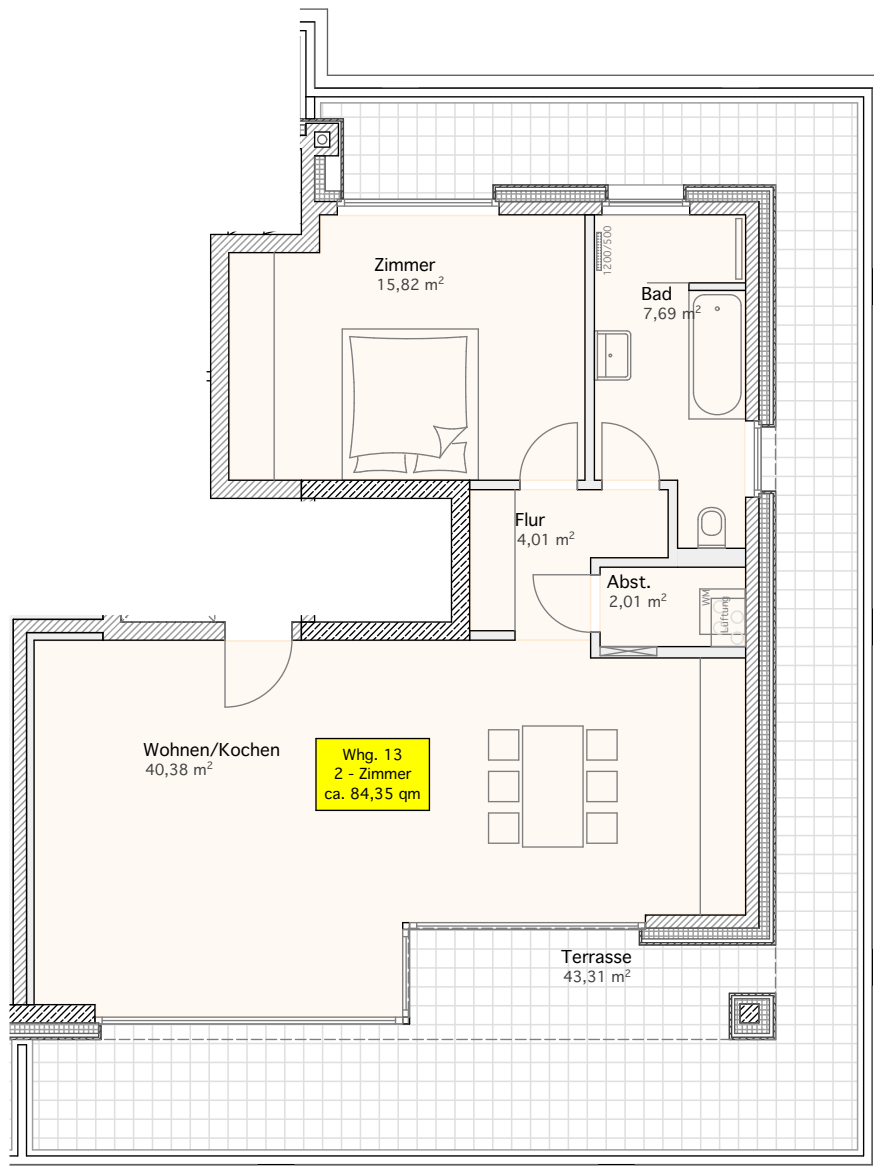 Zimmer
15,82 m²
1200/500
Bad
7,69 m²
Flur
4,01 m²
Abst.
2,01 m²
WM
Lüftung
Wohnen/Kochen
40,38 m²
Whg. 13
2 - Zimmer
ca. 84,35 qm
Terrasse
43,31 m²